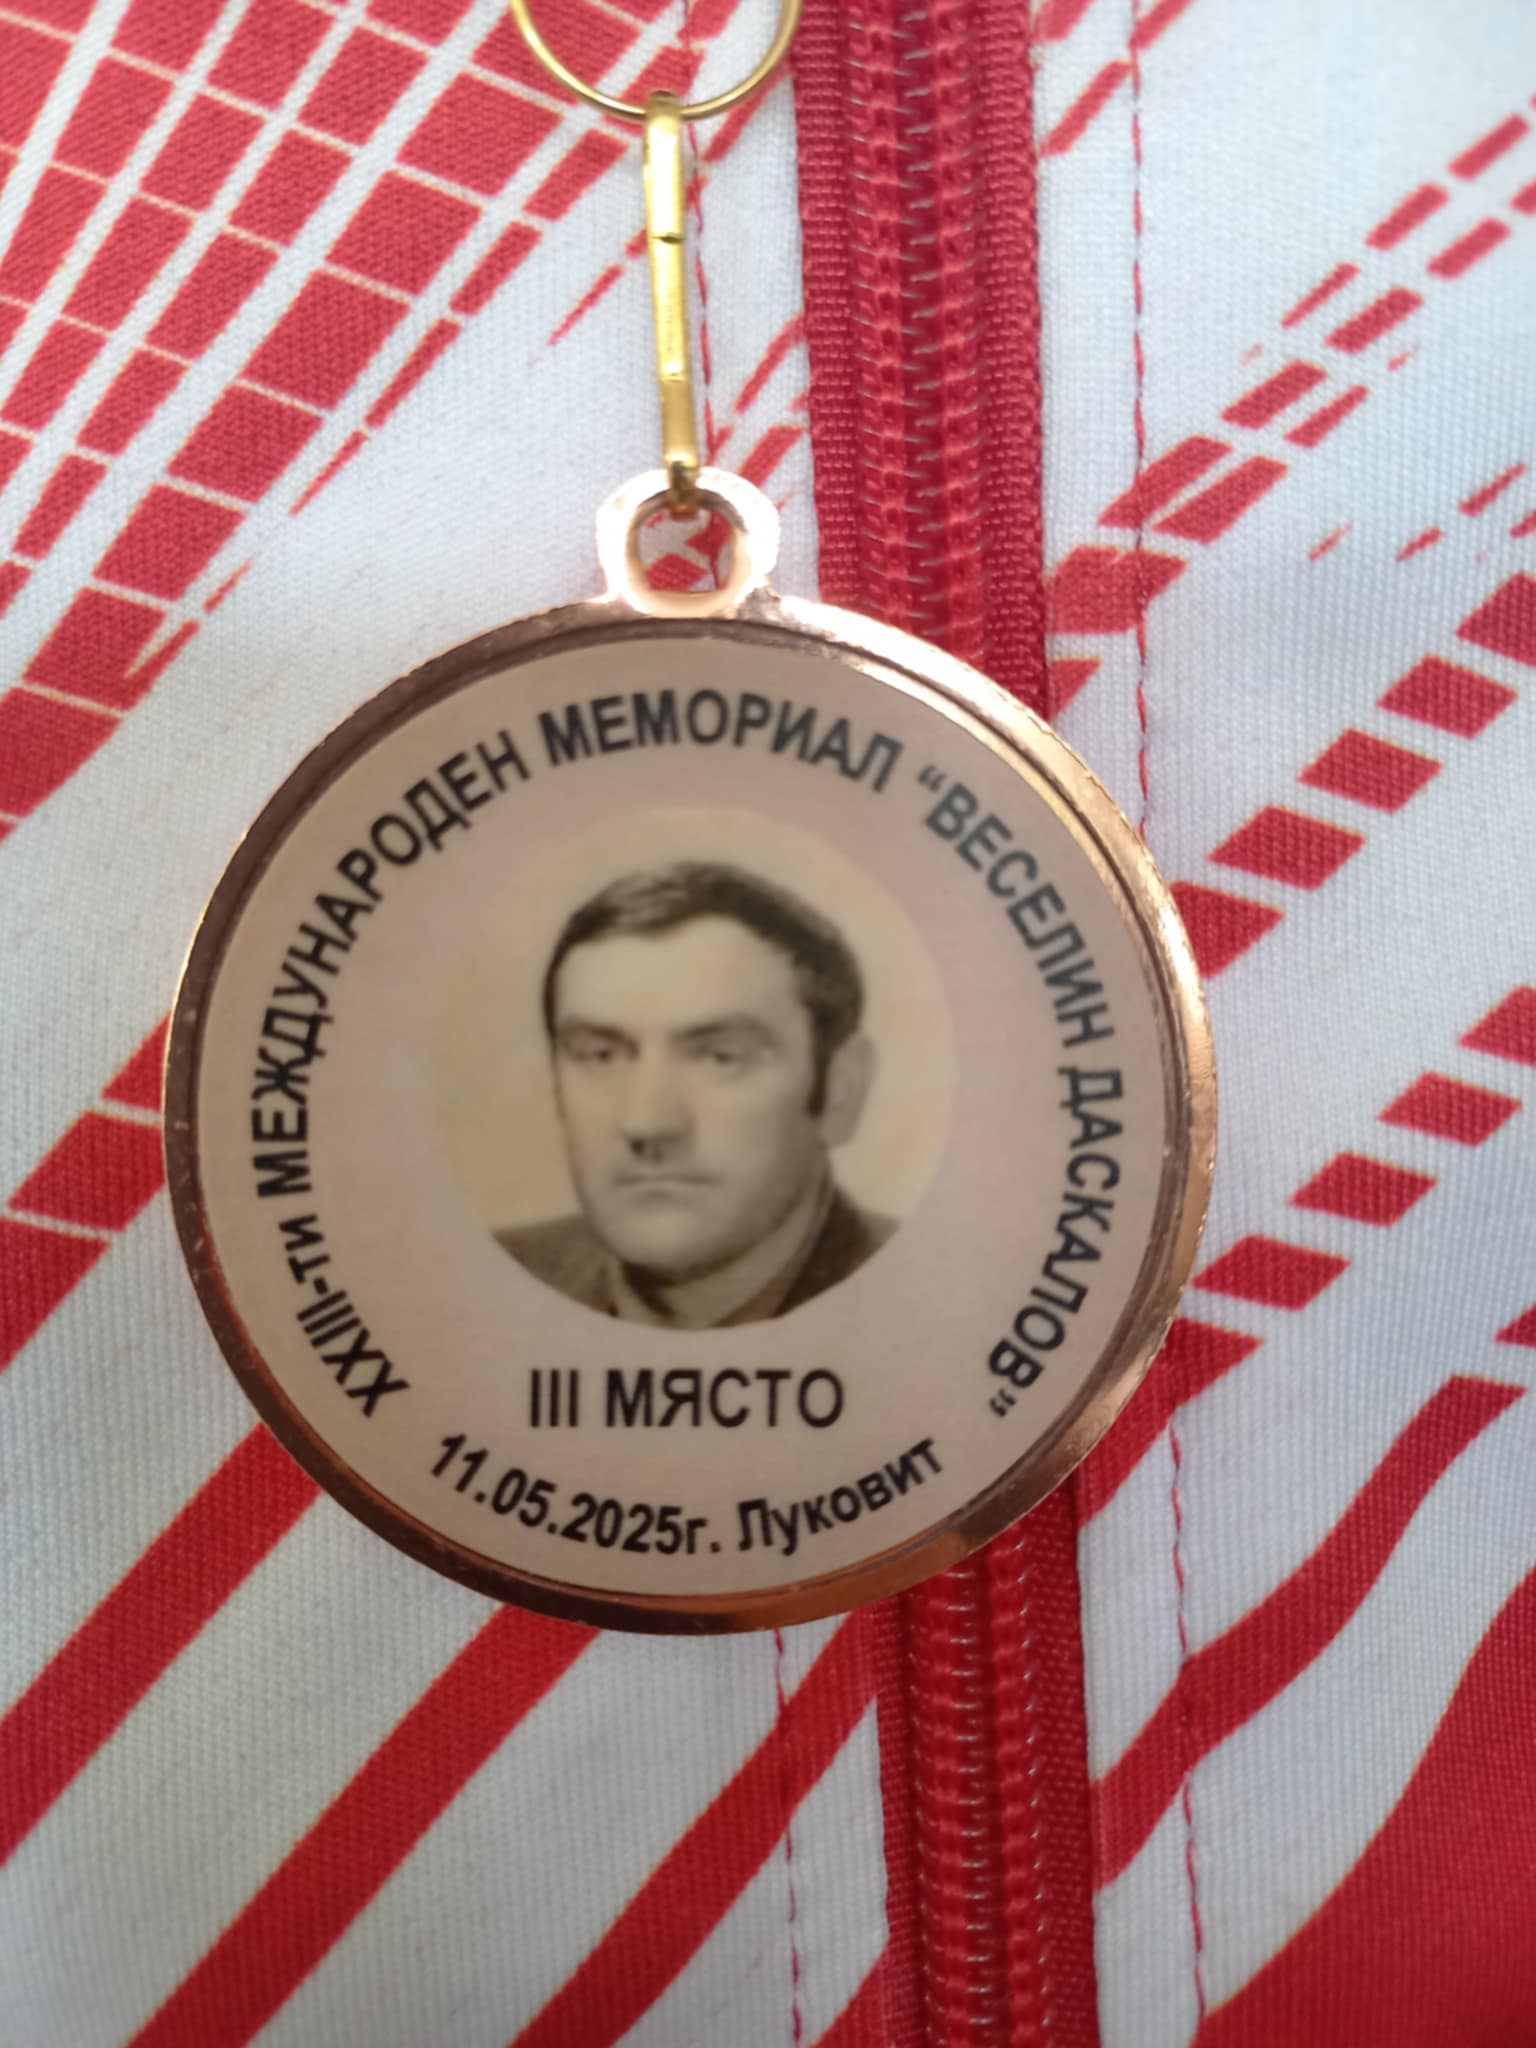 XXIII-ти МЕЖДУНАРОДЕН МЕМОРИАЛ “ВЕСЕЛИН ДАСКАЛОВ”
III МЯСТО
11.05.2025г. Луковит